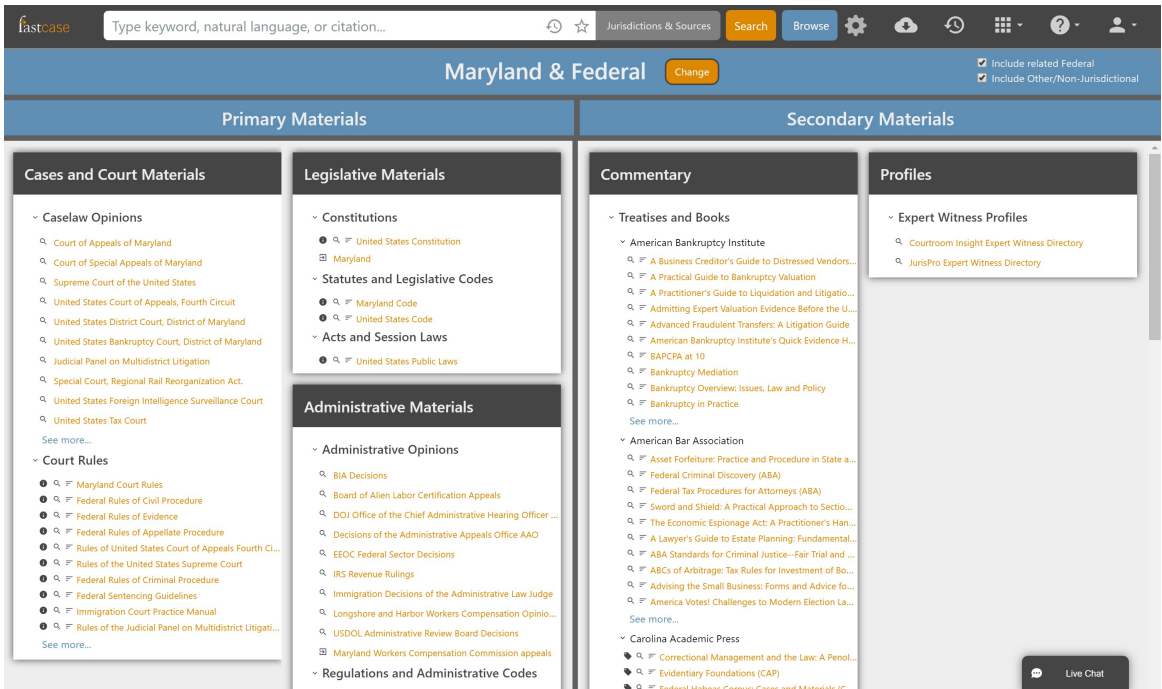 fastcase
Type keyword, natural language, or citation...
Jurisdictions & Sources
Search
Browse
Maryland & Federal
Change
Include related Federal
Include Other/Non-Jurisdictional
Primary Materials
Secondary Materials
Cases and Court Materials
Caselaw Opinions
Court of Appeals of Maryland
Court of Special Appeals of Maryland
Supreme Court of the United States
United States Court of Appeals, Fourth Circuit
United States District Court, District of Maryland
United States Bankruptcy Court, District of Maryland
Judicial Panel on Multidistrict Litigation
Special Court, Regional Rail Reorganization Act.
United States Foreign Intelligence Surveillance Court
United States Tax Court
See more...
Court Rules
Maryland Court Rules
Federal Rules of Civil Procedure
Federal Rules of Evidence
Federal Rules of Appellate Procedure
Rules of United States Court of Appeals Fourth Ci...
Rules of the United States Supreme Court
Federal Rules of Criminal Procedure
Federal Sentencing Guidelines
Immigration Court Practice Manual
Rules of the Judicial Panel on Multidistrict Litigati...
See more...
Legislative Materials
Constitutions
United States Constitution
Maryland
Statutes and Legislative Codes
Maryland Code
United States Code
Acts and Session Laws
United States Public Laws
Administrative Materials
Administrative Opinions
BIA Decisions
Board of Alien Labor Certification Appeals
DOJ Office of the Chief Administrative Hearing Officer ...
Decisions of the Administrative Appeals Office AAO
EEOC Federal Sector Decisions
IRS Revenue Rulings
Immigration Decisions of the Administrative Law Judge
Longshore and Harbor Workers Compensation Opinio...
USDOL Administrative Review Board Decisions
Maryland Workers Compensation Commission appeals
Regulations and Administrative Codes
Commentary
Treatises and Books
American Bankruptcy Institute
A Business Creditor's Guide to Distressed Vendors...
A Practical Guide to Bankruptcy Valuation
A Practitioner's Guide to Liquidation and Litigatio...
Admitting Expert Valuation Evidence Before the U....
Advanced Fraudulent Transfers: A Litigation Guide
American Bankruptcy Institute's Quick Evidence H...
BAPCPA at 10
Bankruptcy Mediation
Bankruptcy Overview: Issues, Law and Policy
Bankruptcy in Practice
See more...
American Bar Association
Asset Forfeiture: Practice and Procedure in State a...
Federal Criminal Discovery (ABA)
Federal Tax Procedures for Attorneys (ABA)
Sword and Shield: A Practical Approach to Sectio...
The Economic Espionage Act: A Practitioner's Han...
A Lawyer's Guide to Estate Planning: Fundamental...
ABA Standards for Criminal Justice--Fair Trial and ...
ABCs of Arbitrage: Tax Rules for Investment of Bo...
Advising the Small Business: Forms and Advice fo...
America Votes! Challenges to Modern Election La...
See more...
Carolina Academic Press
Correctional Management and the Law: A Penol...
Evidentiary Foundations (CAP)
Federal Habeas Corpus: Cases and Materials (C...
Profiles
Expert Witness Profiles
Courtroom Insight Expert Witness Directory
JurisPro Expert Witness Directory
Live Chat